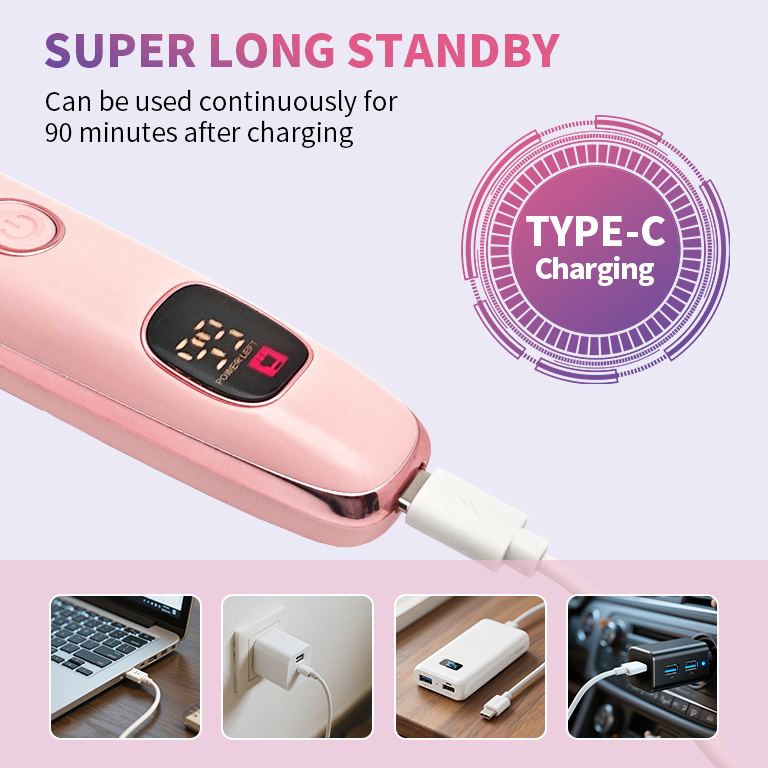 SUPER LONG STANDBY
Can be used continuously for
90 minutes after charging
TYPE-C
Charging
POWER LEFT